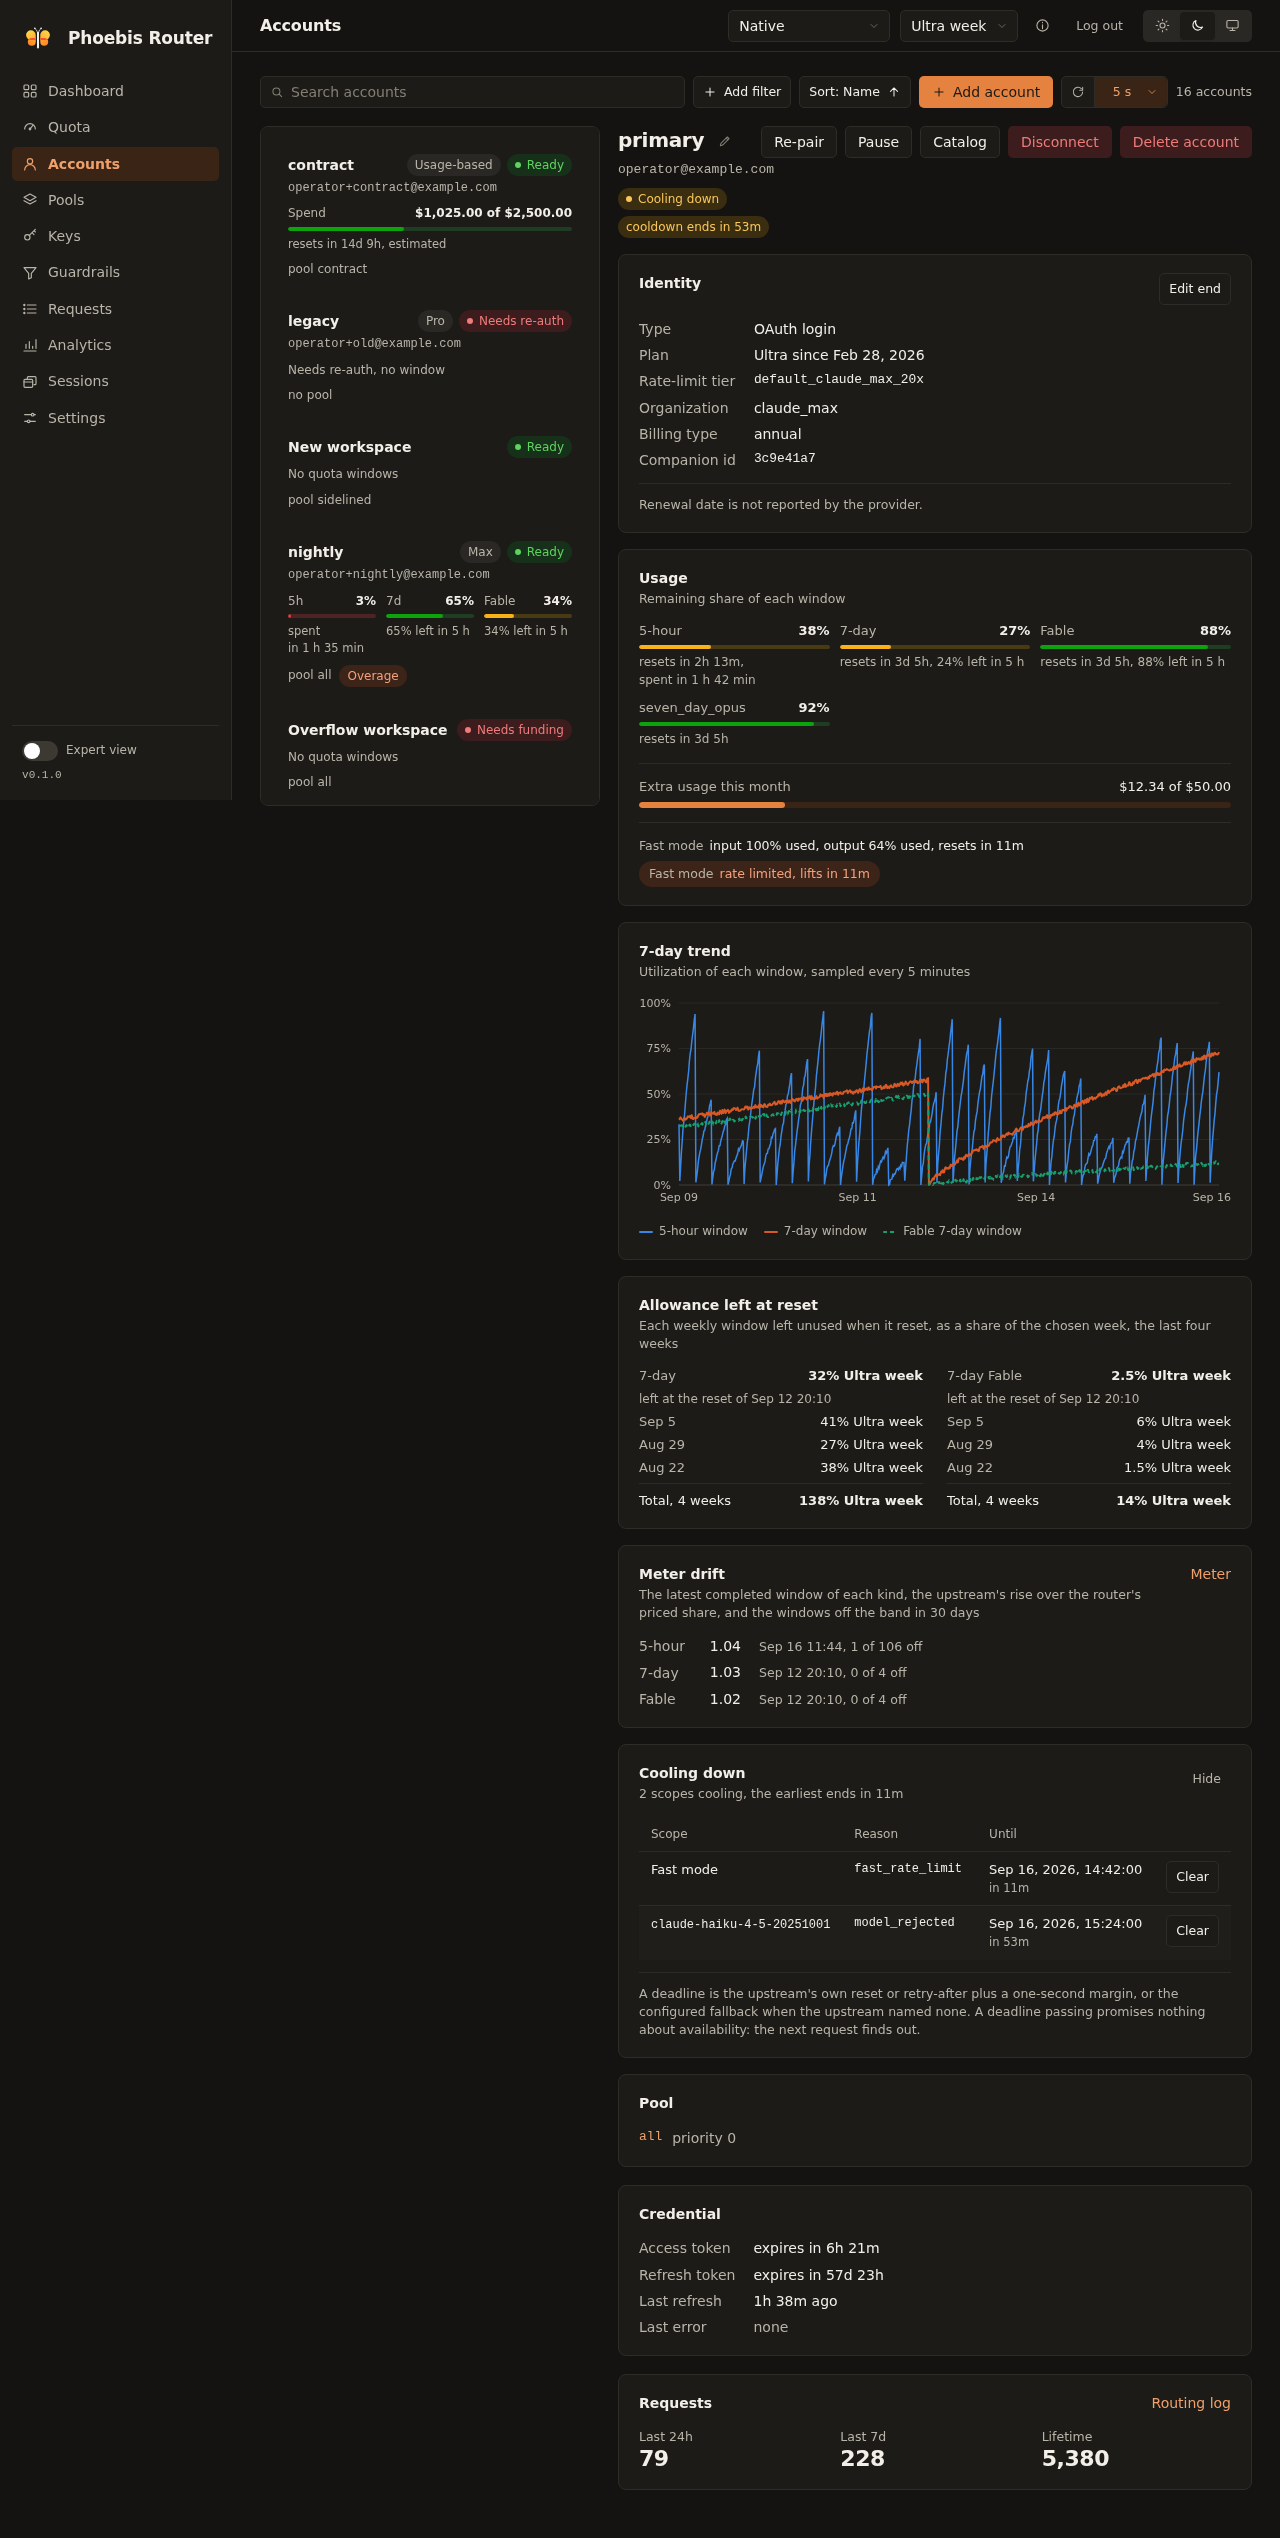 Phoebis Router
Dashboard
Quota
Accounts
Pools
Keys
Guardrails
Requests
Analytics
Sessions
Settings
Expert view
v0.1.0
Accounts
Native
Ultra week
Log out
Search accounts
Add filter
Sort: Name
Add account
5 s
16 accounts
contract
Usage-based
Ready
operator+contract@example.com
Spend
$1,025.00 of $2,500.00
resets in 14d 9h, estimated
pool contract
legacy
Pro
Needs re-auth
operator+old@example.com
Needs re-auth, no window
no pool
New workspace
Ready
No quota windows
pool sidelined
nightly
Max
Ready
operator+nightly@example.com
5h 3%
7d 65%
Fable 34%
spent
in 1 h 35 min
65% left in 5 h
34% left in 5 h
pool all
Overage
Overflow workspace
Needs funding
No quota windows
pool all
primary
Re-pair
Pause
Catalog
Disconnect
Delete account
operator@example.com
Cooling down
cooldown ends in 53m
Identity
Edit end
Type OAuth login
Plan Ultra since Feb 28, 2026
Rate-limit tier default_claude_max_20x
Organization claude_max
Billing type annual
Companion id 3c9e41a7
Renewal date is not reported by the provider.
Usage
Remaining share of each window
5-hour 38%
7-day 27%
Fable 88%
resets in 2h 13m,
spent in 1 h 42 min
resets in 3d 5h, 24% left in 5 h
resets in 3d 5h, 88% left in 5 h
seven_day_opus 92%
resets in 3d 5h
Extra usage this month $12.34 of $50.00
Fast mode input 100% used, output 64% used, resets in 11m
Fast mode rate limited, lifts in 11m
7-day trend
Utilization of each window, sampled every 5 minutes
100%
75%
50%
25%
0%
Sep 09
Sep 11
Sep 14
Sep 16
5-hour window
7-day window
Fable 7-day window
Allowance left at reset
Each weekly window left unused when it reset, as a share of the chosen week, the last four
weeks
7-day 32% Ultra week
left at the reset of Sep 12 20:10
Sep 5 41% Ultra week
Aug 29 27% Ultra week
Aug 22 38% Ultra week
Total, 4 weeks 138% Ultra week
7-day Fable 2.5% Ultra week
left at the reset of Sep 12 20:10
Sep 5 6% Ultra week
Aug 29 4% Ultra week
Aug 22 1.5% Ultra week
Total, 4 weeks 14% Ultra week
Meter drift
Meter
The latest completed window of each kind, the upstream's rise over the router's
priced share, and the windows off the band in 30 days
5-hour 1.04 Sep 16 11:44, 1 of 106 off
7-day 1.03 Sep 12 20:10, 0 of 4 off
Fable 1.02 Sep 12 20:10, 0 of 4 off
Cooling down
Hide
2 scopes cooling, the earliest ends in 11m
Scope Reason Until
Fast mode fast_rate_limit Sep 16, 2026, 14:42:00
in 11m
Clear
claude-haiku-4-5-20251001 model_rejected Sep 16, 2026, 15:24:00
in 53m
Clear
A deadline is the upstream's own reset or retry-after plus a one-second margin, or the
configured fallback when the upstream named none. A deadline passing promises nothing
about availability: the next request finds out.
Pool
all priority 0
Credential
Access token expires in 6h 21m
Refresh token expires in 57d 23h
Last refresh 1h 38m ago
Last error none
Requests
Routing log
Last 24h
79
Last 7d
228
Lifetime
5,380